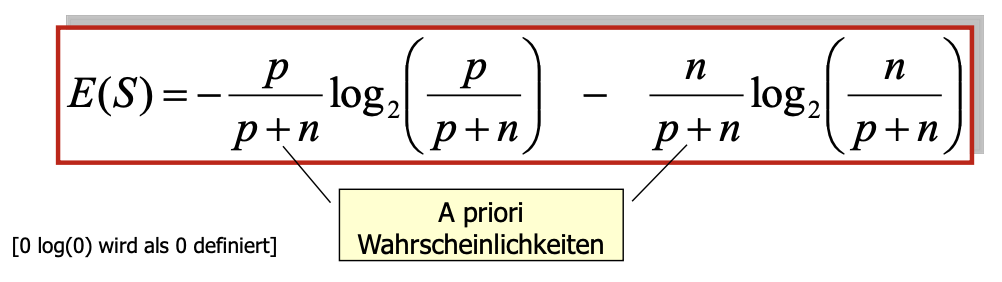 E(S) = − p/(p + n) log₂(p/(p + n)) − n/(p + n) log₂(n/(p + n))
A priori
Wahrscheinlichkeiten
[0 log(0) wird als 0 definiert]